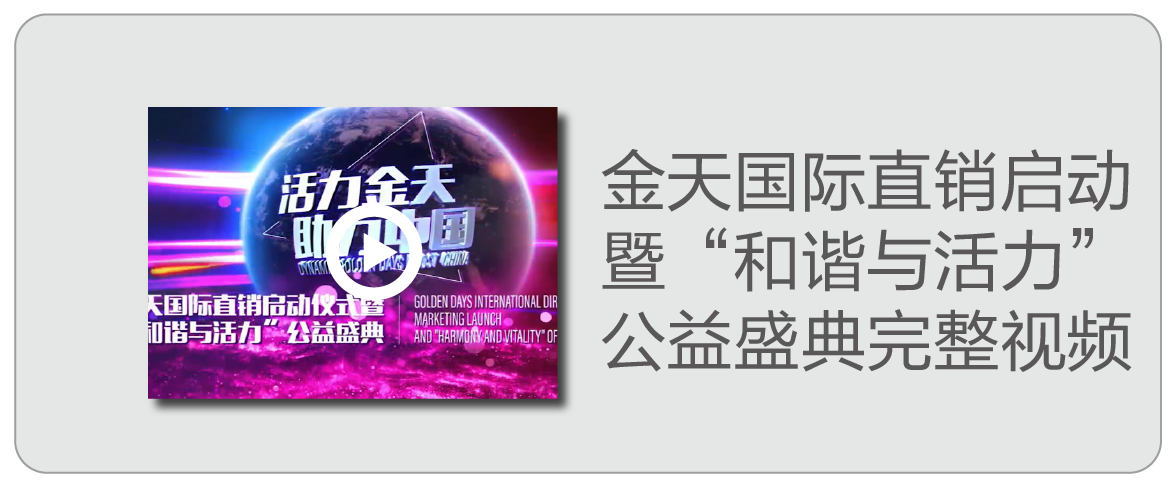 活力金天
助力中国
天国际直销启动仪式暨
和谐与活力”公益盛典
GOLDEN DAYS INTERNATIONAL DIR
MARKETING LAUNCH
AND "HARMONY AND VITALITY" OF
金天国际直销启动
暨“和谐与活力”
公益盛典完整视频